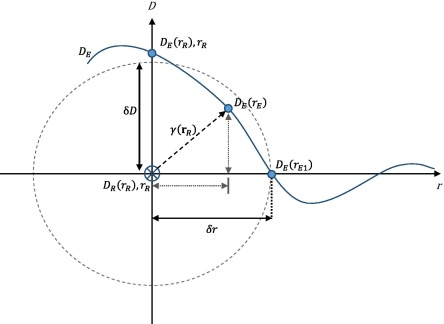 D
D_E
D_E(r_R), r_R
δD
D_E(r_E)
γ(r_R)
D_R(r_R), r_R
D_E(r_E1)
r
δr